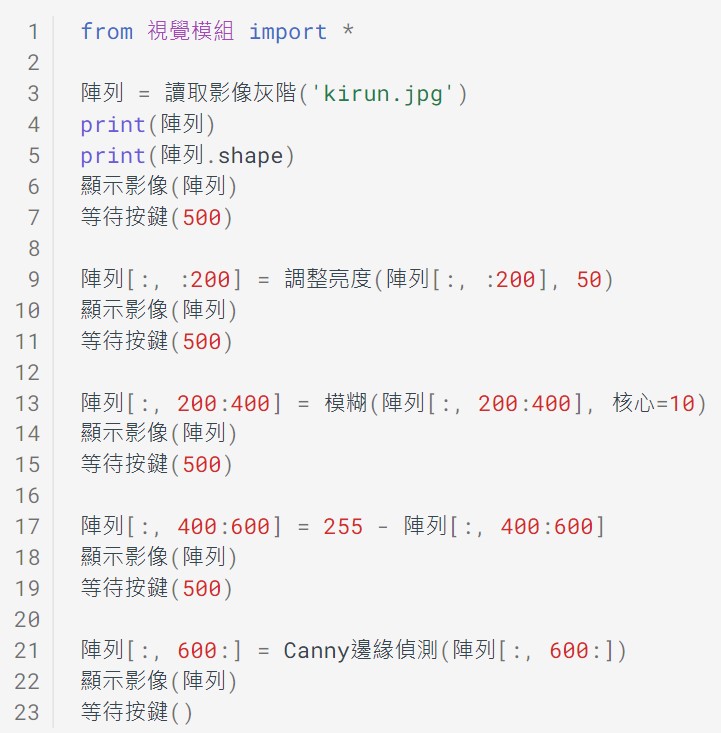 1 from 視覺模組 import *
2
3 陣列 = 讀取影像灰階('kirun.jpg')
4 print(陣列)
5 print(陣列.shape)
6 顯示影像(陣列)
7 等待按鍵(500)
8
9 陣列[:, :200] = 調整亮度(陣列[:, :200], 50)
10 顯示影像(陣列)
11 等待按鍵(500)
12
13 陣列[:, 200:400] = 模糊(陣列[:, 200:400], 核心=10)
14 顯示影像(陣列)
15 等待按鍵(500)
16
17 陣列[:, 400:600] = 255 - 陣列[:, 400:600]
18 顯示影像(陣列)
19 等待按鍵(500)
20
21 陣列[:, 600:] = Canny邊緣偵測(陣列[:, 600:])
22 顯示影像(陣列)
23 等待按鍵()